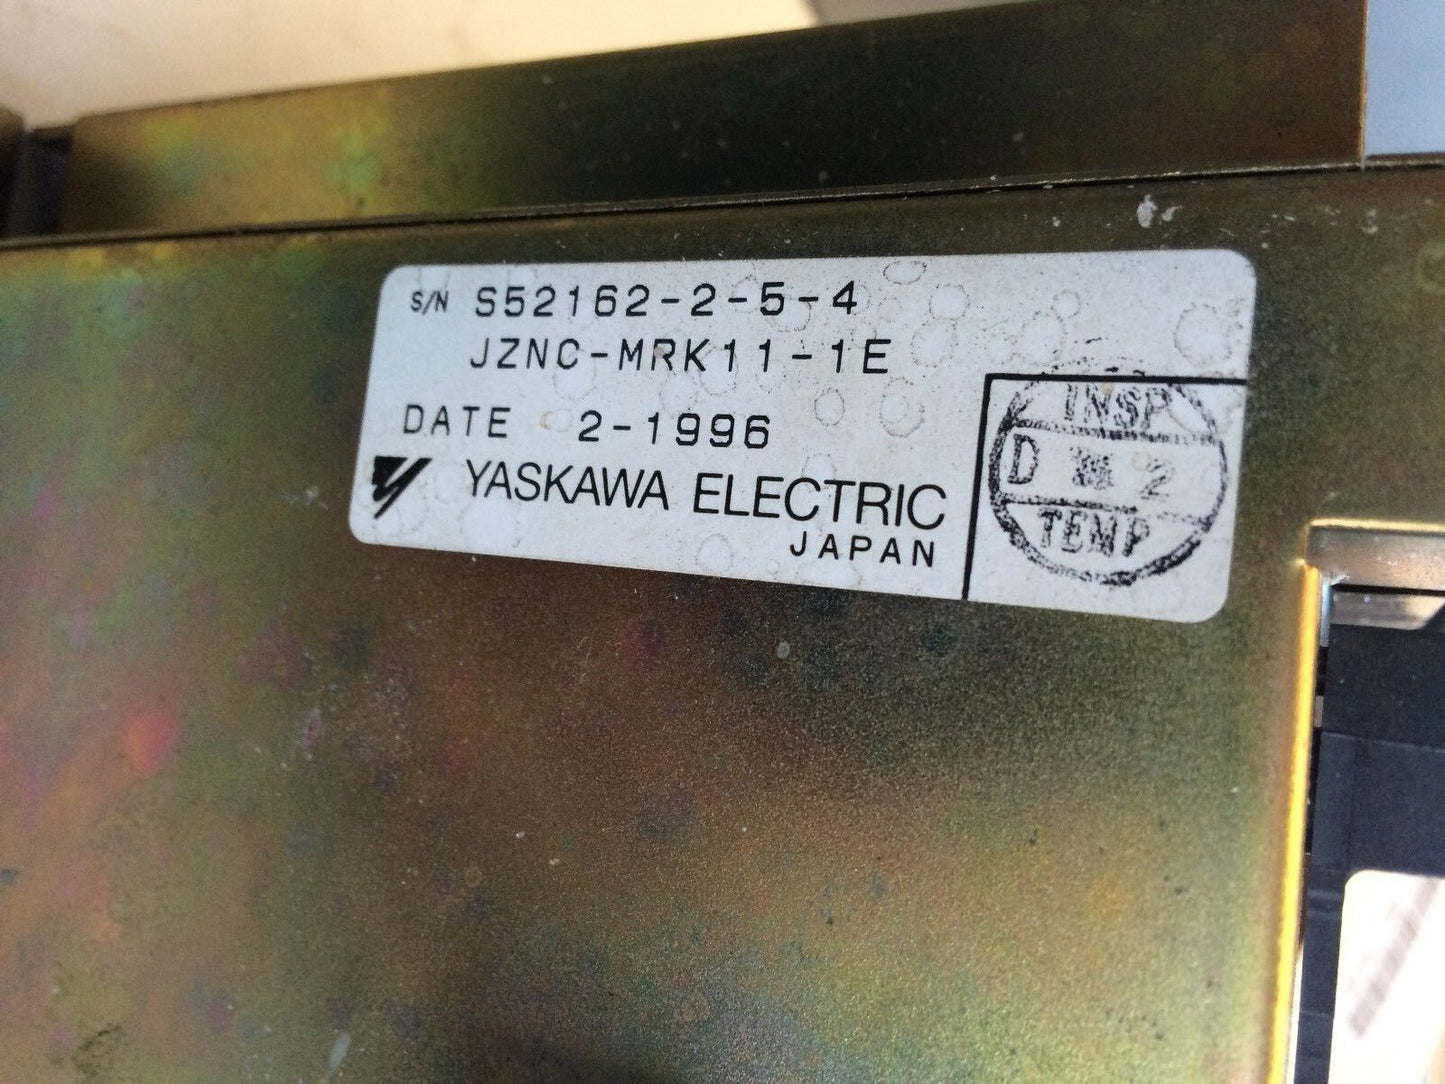 S/N S52162-2-5-4
JZNC-MRK11-1E
DATE 2-1996
YASKAWA ELECTRIC
JAPAN
INSP
D 2
TEMP